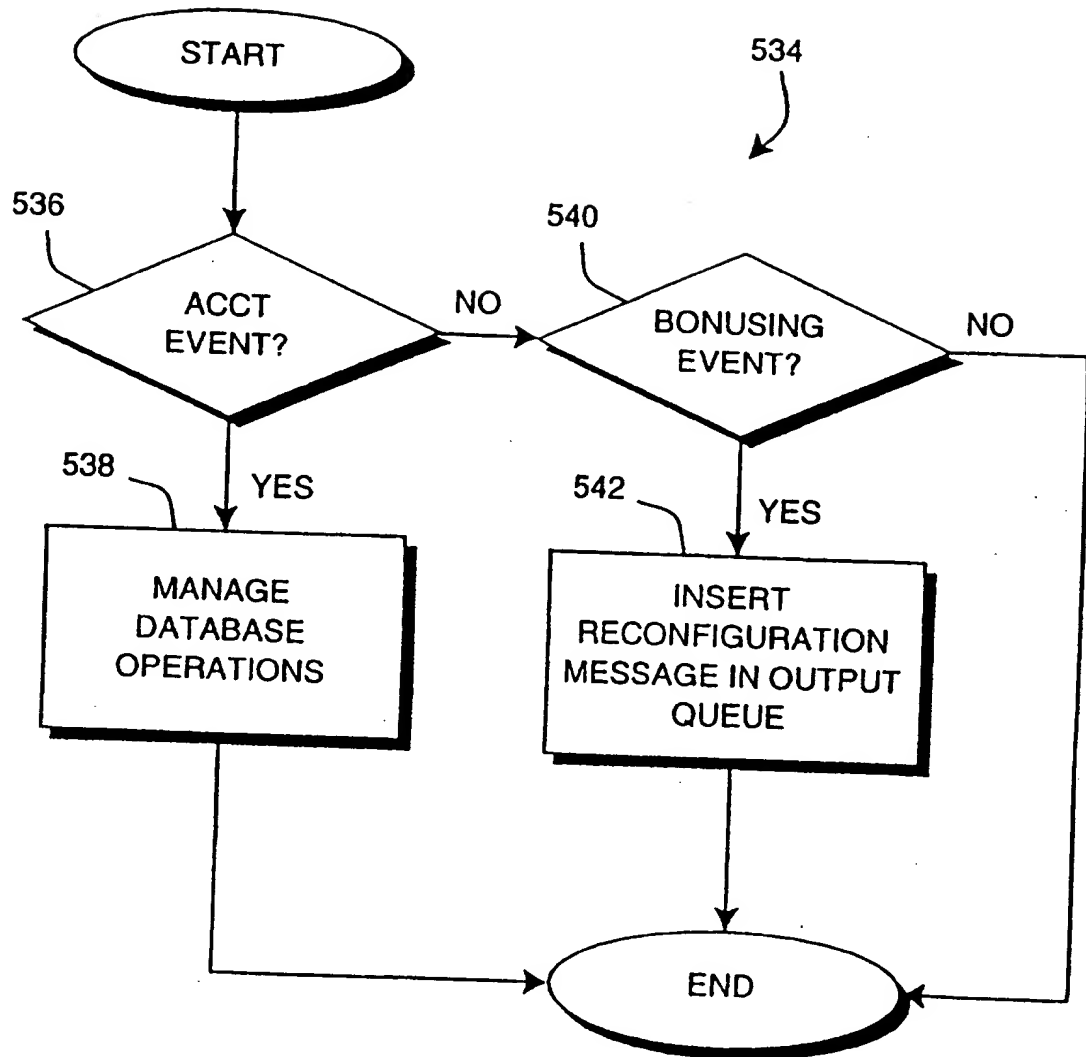 START
534
536
540
ACCT
EVENT?
NO
BONUSING
EVENT?
NO
538
YES
542
YES
MANAGE
DATABASE
OPERATIONS
INSERT
RECONFIGURATION
MESSAGE IN OUTPUT
QUEUE
END